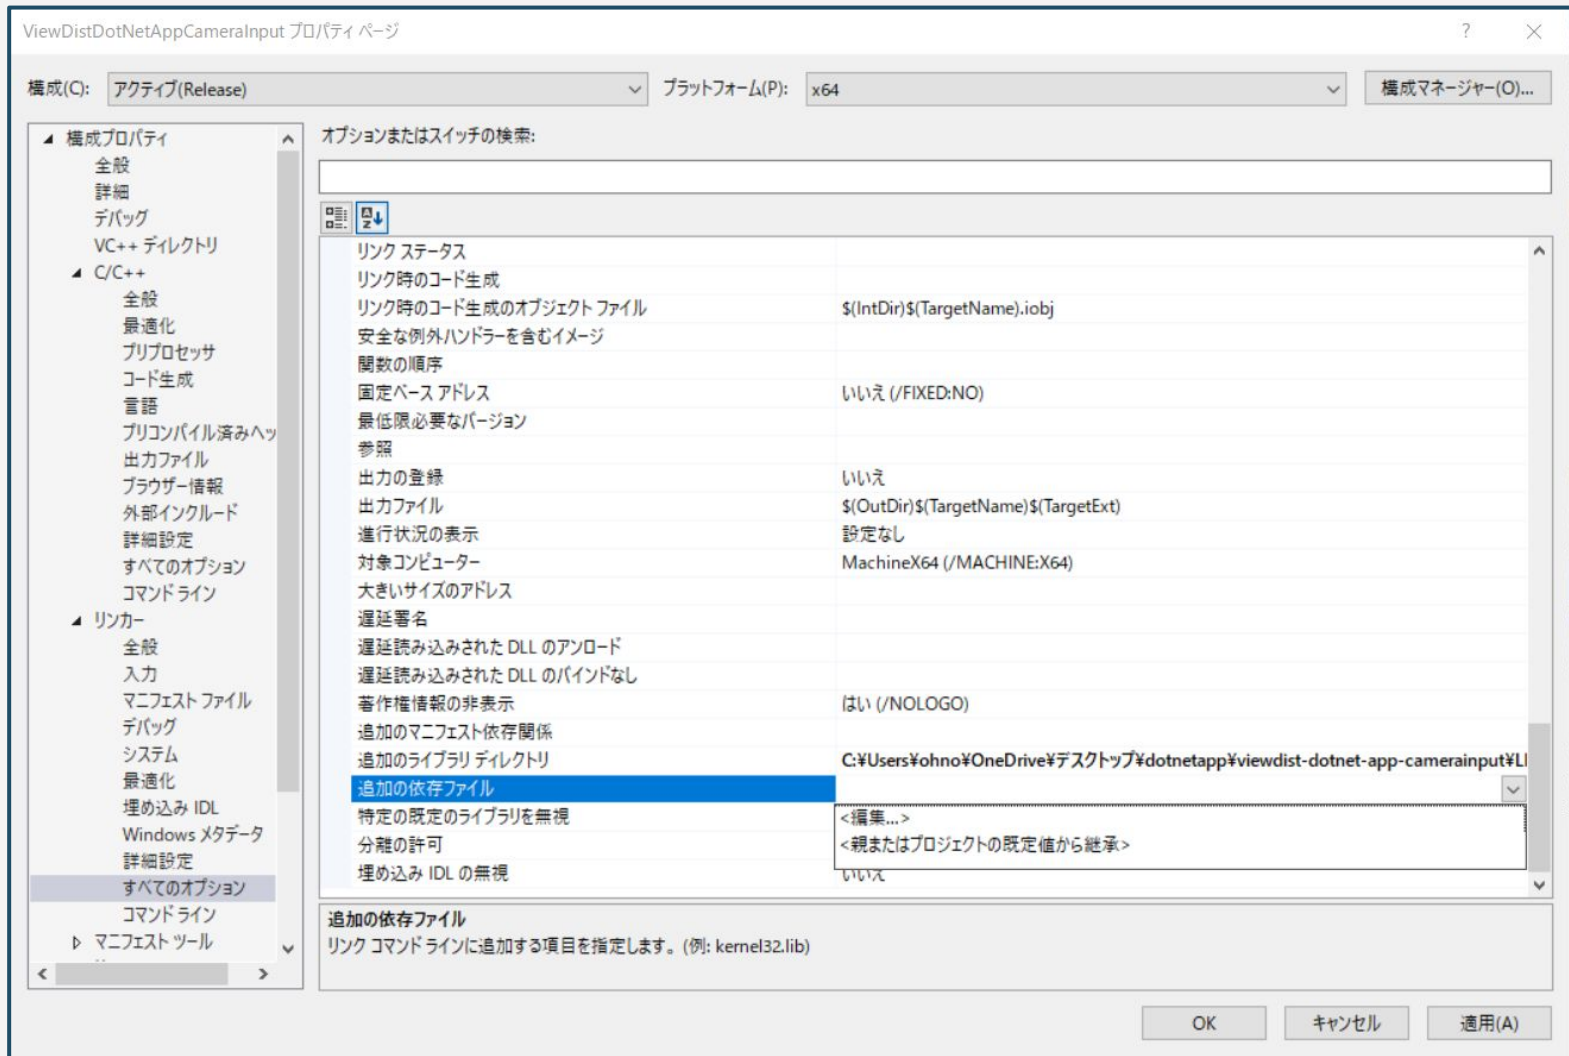 ViewDistDotNetAppCameraInput プロパティ ページ
?
構成(C):
アクティブ(Release)
プラットフォーム(P):
x64
構成マネージャー(O)...
構成プロパティ
全般
詳細
デバッグ
VC++ ディレクトリ
C/C++
全般
最適化
プリプロセッサ
コード生成
言語
プリコンパイル済みヘッ
出力ファイル
ブラウザー情報
外部インクルード
詳細設定
すべてのオプション
コマンド ライン
リンカー
全般
入力
マニフェスト ファイル
デバッグ
システム
最適化
埋め込み IDL
Windows メタデータ
詳細設定
すべてのオプション
コマンド ライン
マニフェスト ツール
オプションまたはスイッチの検索:
リンク ステータス
リンク時のコード生成
リンク時のコード生成のオブジェクト ファイル $(IntDir)$(TargetName).iobj
安全な例外ハンドラーを含むイメージ
関数の順序
固定ベース アドレス いいえ (/FIXED:NO)
最低限必要なバージョン
参照
出力の登録 いいえ
出力ファイル $(OutDir)$(TargetName)$(TargetExt)
進行状況の表示 設定なし
対象コンピューター MachineX64 (/MACHINE:X64)
大きいサイズのアドレス
遅延署名
遅延読み込みされた DLL のアンロード
遅延読み込みされた DLL のバインドなし
著作権情報の非表示 はい (/NOLOGO)
追加のマニフェスト依存関係
追加のライブラリ ディレクトリ C:¥Users¥ohno¥OneDrive¥デスクトップ¥dotnetapp¥viewdist-dotnet-app-camerainput¥LI
追加の依存ファイル
特定の既定のライブラリを無視 <編集...>
分離の許可 <親またはプロジェクトの既定値から継承>
埋め込み IDL の無視 いいえ
追加の依存ファイル
リンク コマンド ラインに追加する項目を指定します。(例: kernel32.lib)
OK
キャンセル
適用(A)